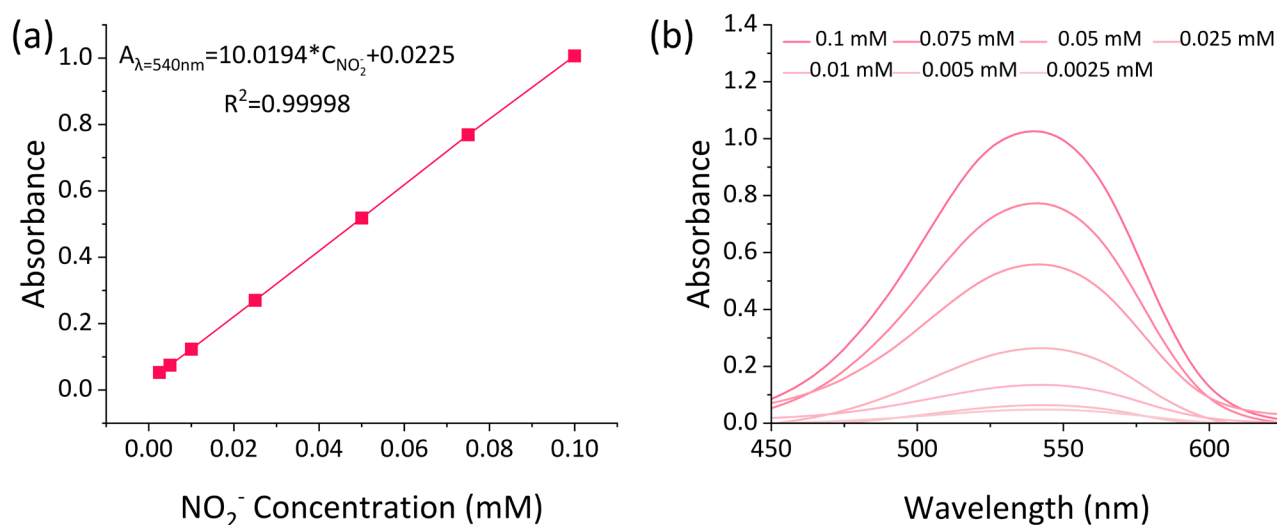 (a)
A_λ=540nm=10.0194*C_NO₂⁻+0.0225
R²=0.99998
Absorbance
1.0
0.8
0.6
0.4
0.2
0.0
0.00 0.02 0.04 0.06 0.08 0.10
NO₂⁻ Concentration (mM)
(b)
0.1 mM 0.075 mM 0.05 mM 0.025 mM
0.01 mM 0.005 mM 0.0025 mM
Absorbance
1.4
1.2
1.0
0.8
0.6
0.4
0.2
0.0
450 500 550 600
Wavelength (nm)